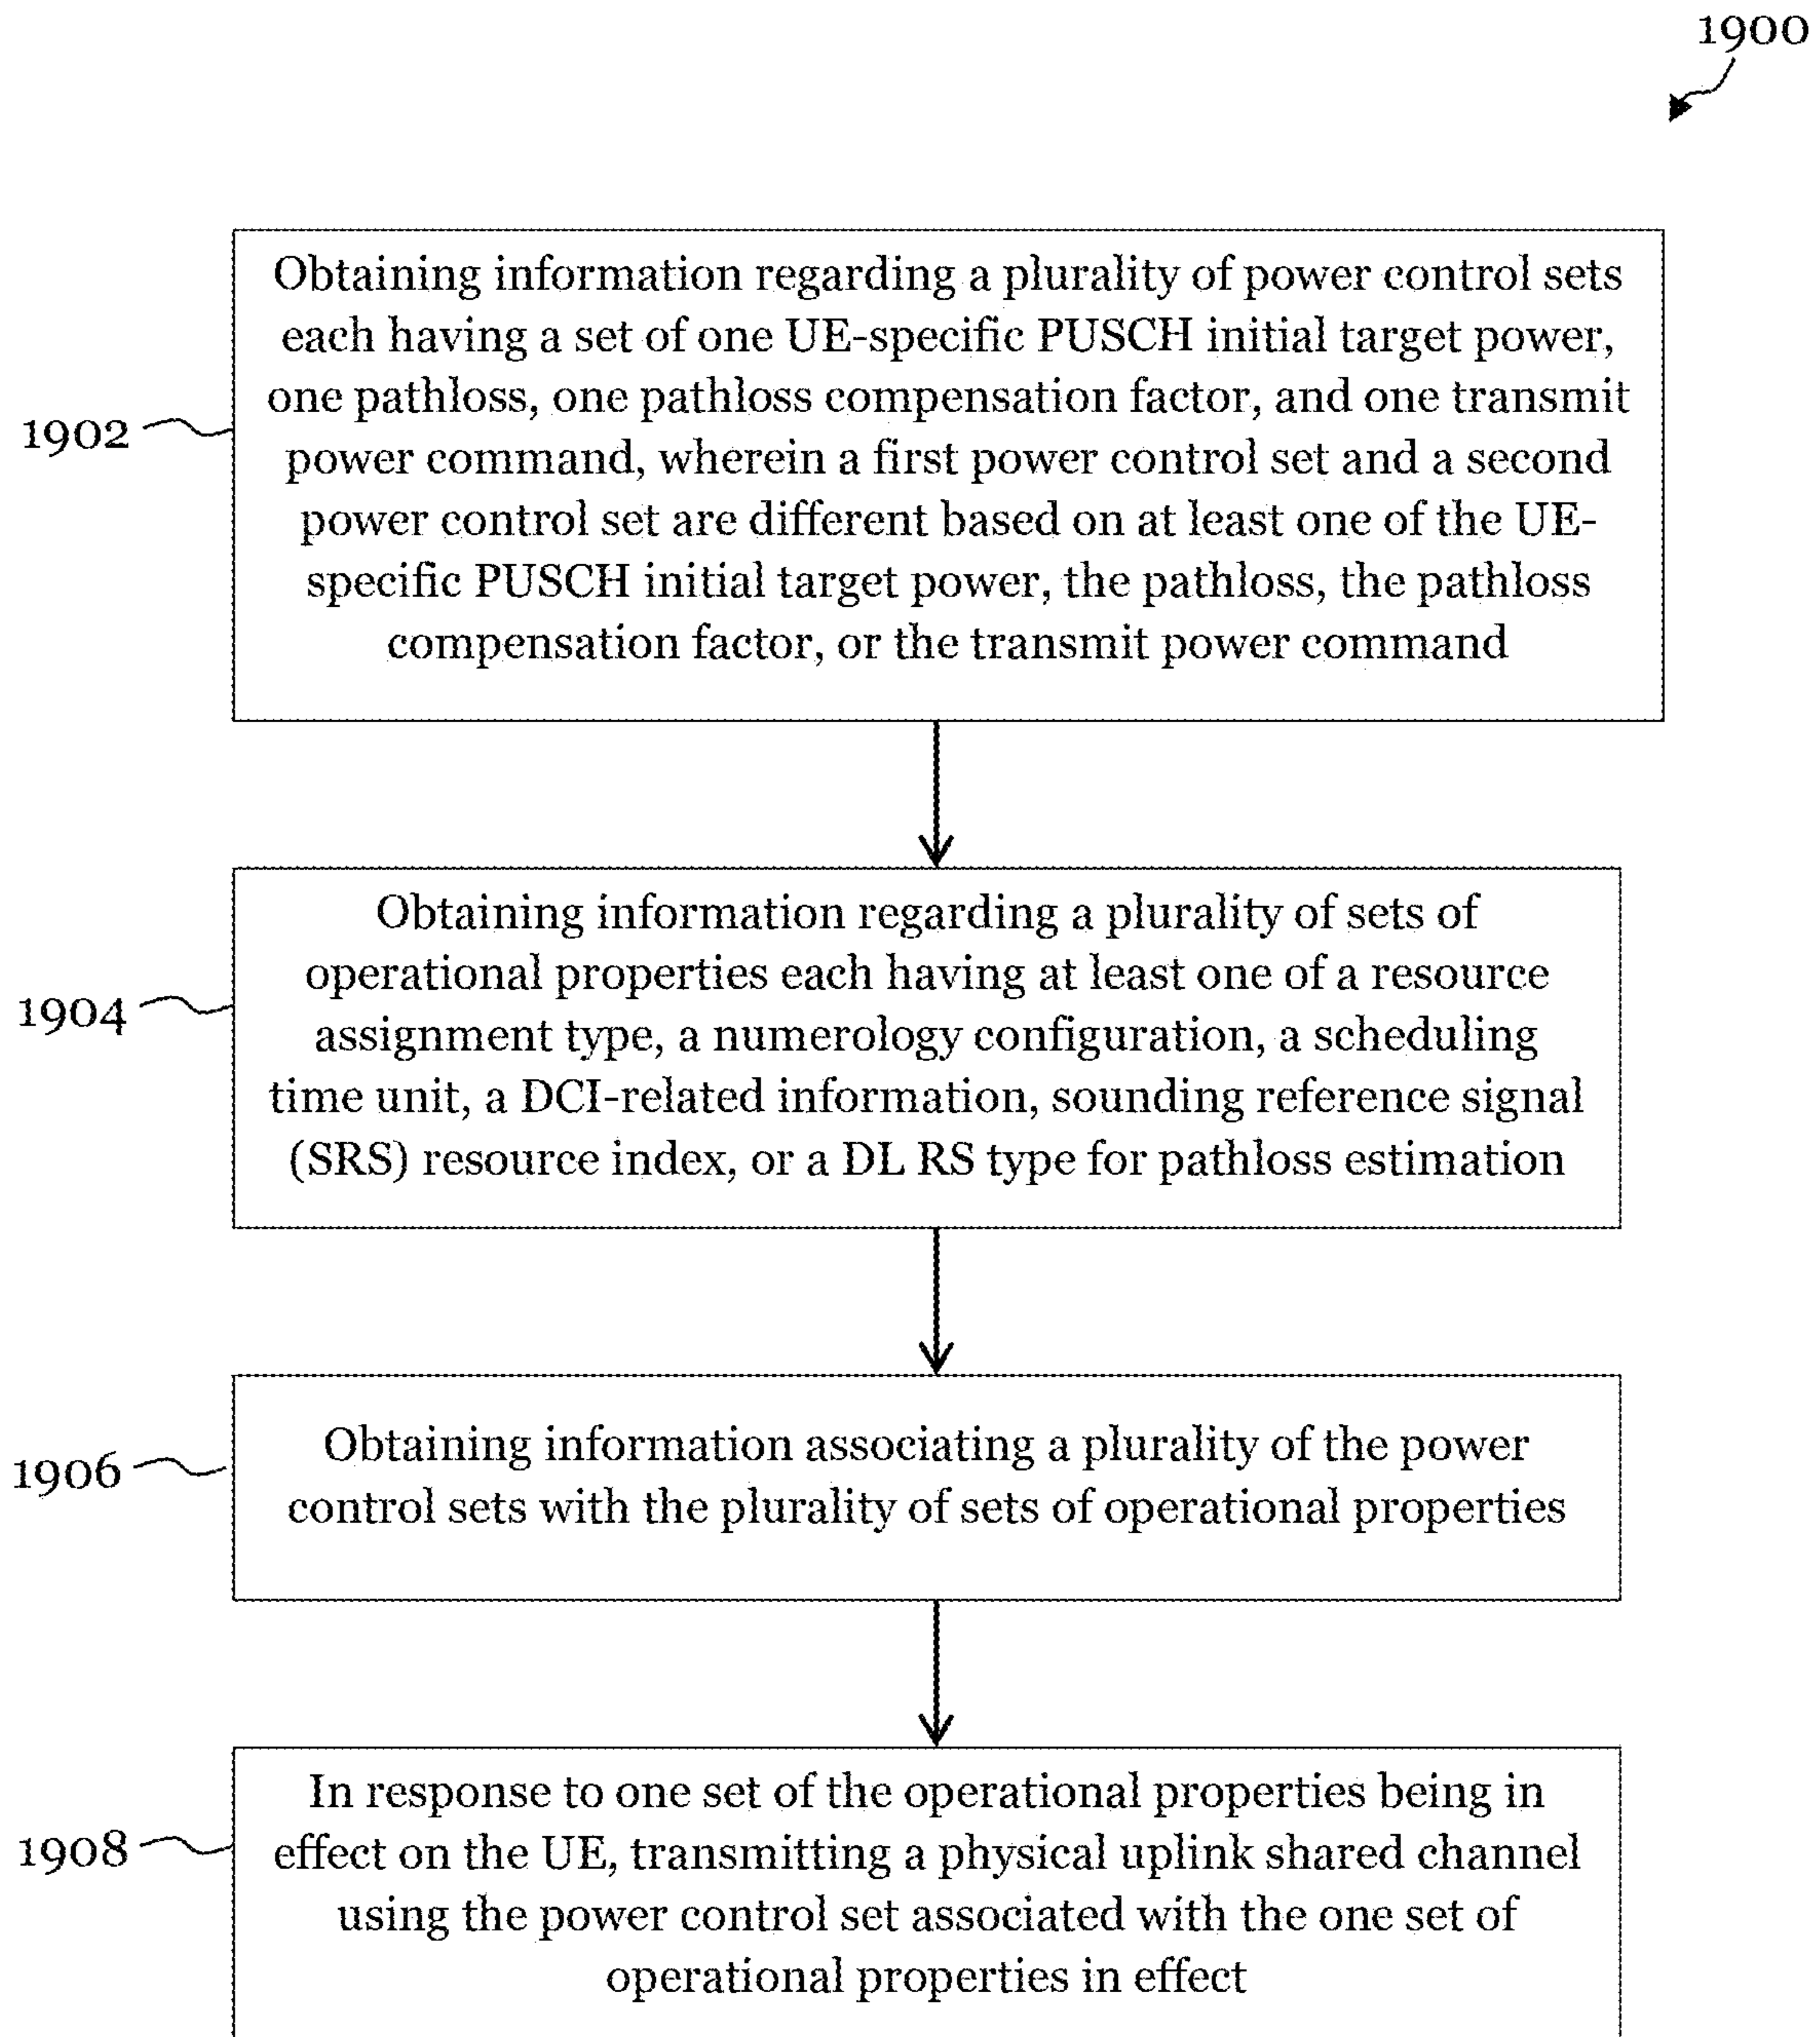 1900
Obtaining information regarding a plurality of power control sets
each having a set of one UE-specific PUSCH initial target power,
one pathloss, one pathloss compensation factor, and one transmit
power command, wherein a first power control set and a second
power control set are different based on at least one of the UE-
specific PUSCH initial target power, the pathloss, the pathloss
compensation factor, or the transmit power command
1902
Obtaining information regarding a plurality of sets of
operational properties each having at least one of a resource
assignment type, a numerology configuration, a scheduling
time unit, a DCI-related information, sounding reference signal
(SRS) resource index, or a DL RS type for pathloss estimation
1904
Obtaining information associating a plurality of the power
control sets with the plurality of sets of operational properties
1906
In response to one set of the operational properties being in
effect on the UE, transmitting a physical uplink shared channel
using the power control set associated with the one set of
operational properties in effect
1908